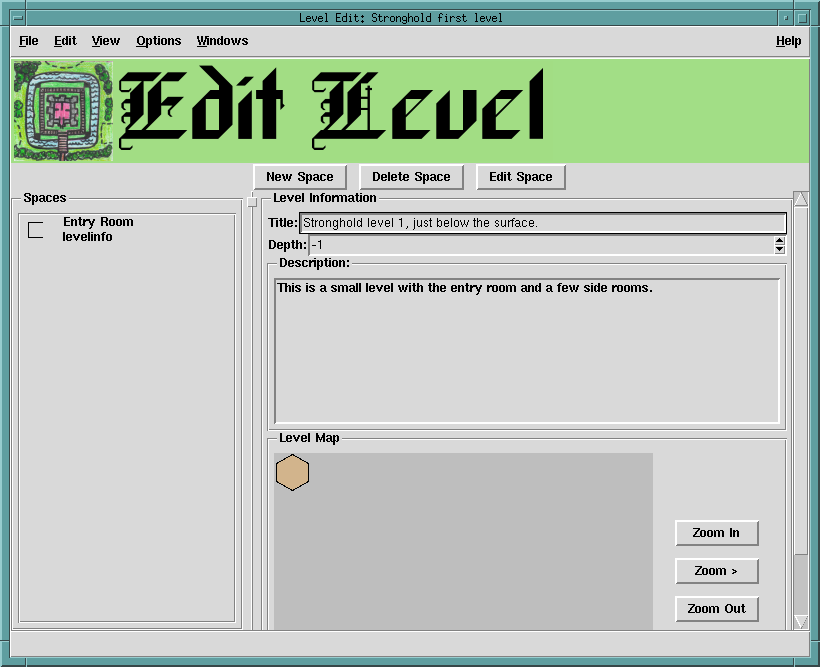 Level Edit: Stronghold first level
File Edit View Options Windows Help
Edit Level
New Space Delete Space Edit Space
Spaces
Entry Room
levelinfo
Level Information
Title: Stronghold level 1, just below the surface.
Depth: -1
Description:
This is a small level with the entry room and a few side rooms.
Level Map
Zoom In
Zoom >
Zoom Out